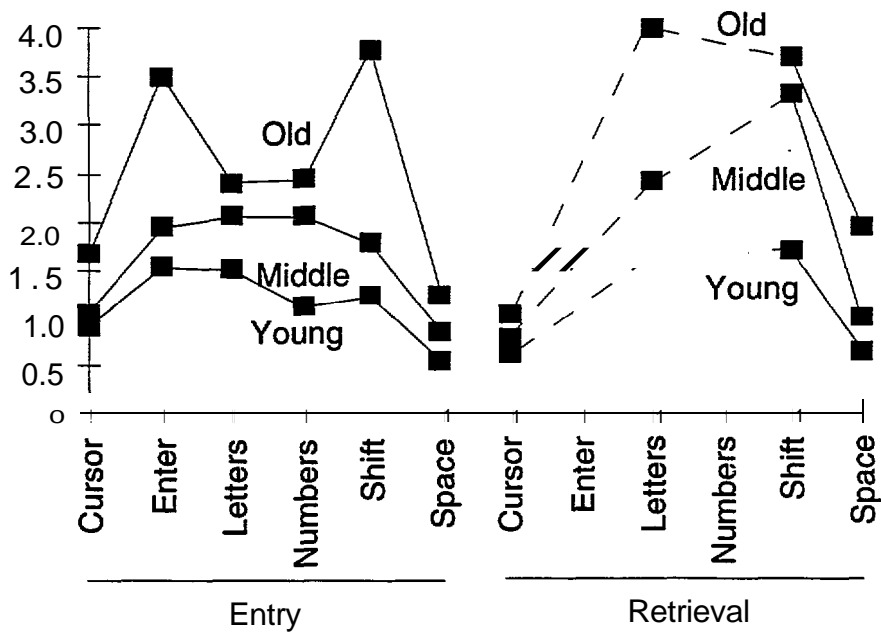 4.0
3.5
3.0
2.5
2.0
1.5
1.0
0.5
o
Old
Middle
Young
Old
Middle
Young
Cursor
Enter
Letters
Numbers
Shift
Space
Cursor
Enter
Letters
Numbers
Shift
Space
Entry
Retrieval